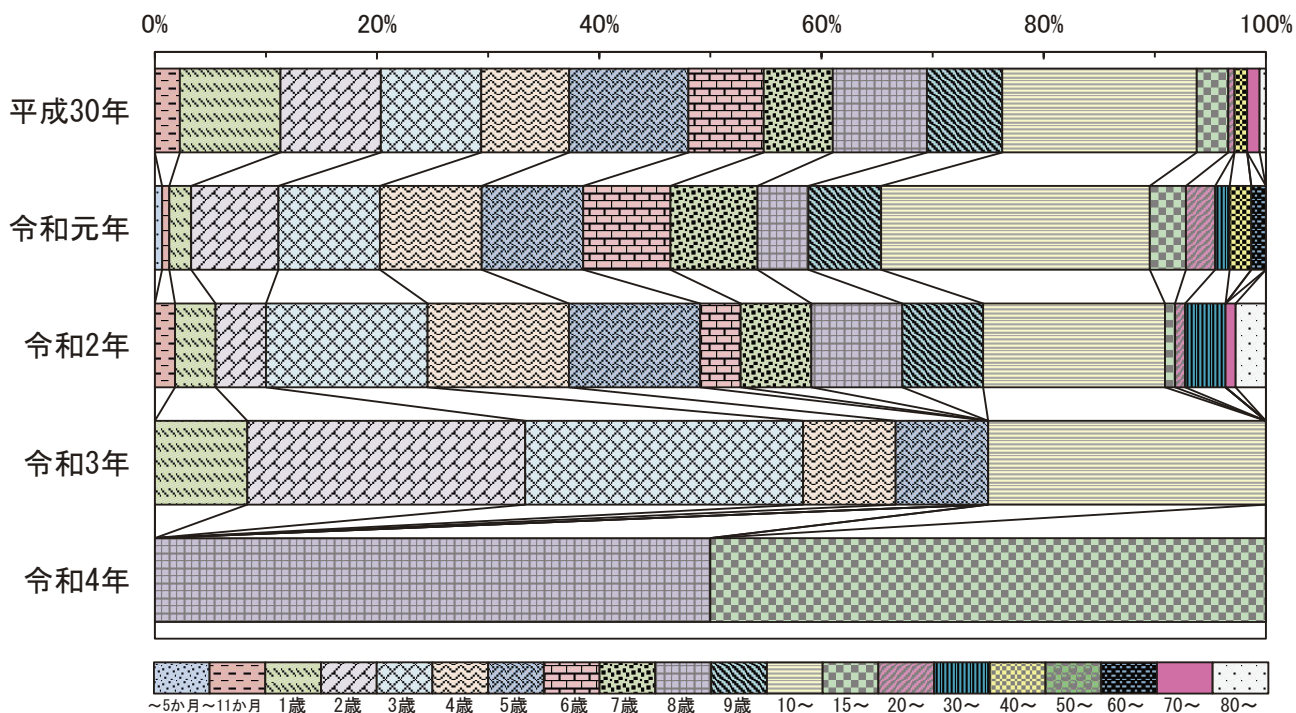 0% 20% 40% 60% 80% 100%
平成30年
令和元年
令和2年
令和3年
令和4年
～5か月～11か月 1歳 2歳 3歳 4歳 5歳 6歳 7歳 8歳 9歳 10～ 15～ 20～ 30～ 40～ 50～ 60～ 70～ 80～